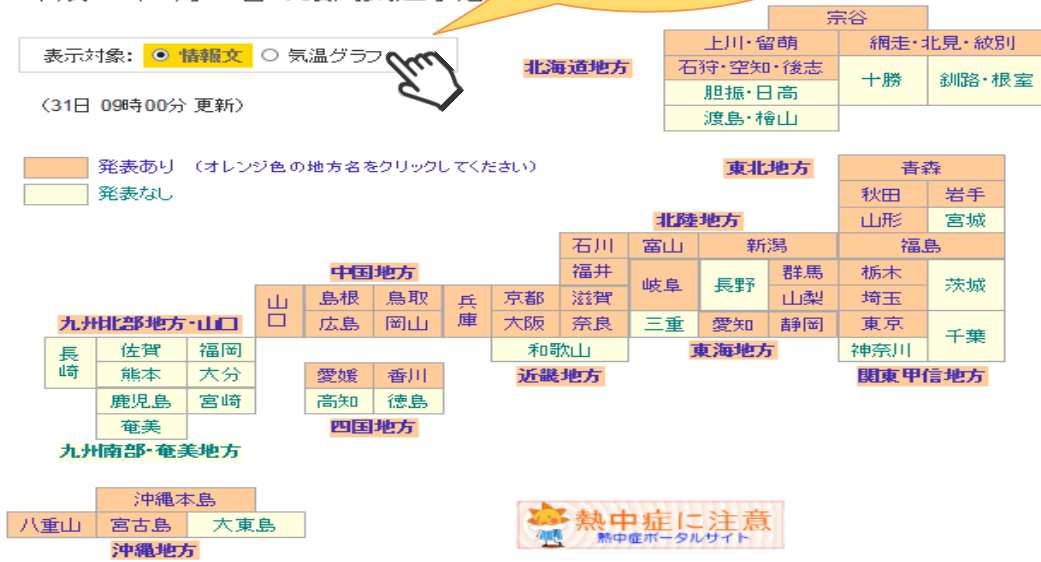 宗谷
表示対象: 情報文 気温グラフ
北海道地方
上川・留萌
網走・北見・紋別
石狩・空知・後志
十勝
釧路・根室
胆振・日高
(31日 09時00分 更新)
渡島・檜山
発表あり (オレンジ色の地方名をクリックしてください)
発表なし
東北地方
青森
秋田
岩手
山形
宮城
福島
北陸地方
石川
富山
新潟
福井
岐阜
長野
群馬
栃木
茨城
滋賀
山梨
埼玉
中国地方
山口
島根
鳥取
兵庫
京都
広島
岡山
大阪
奈良
三重
愛知
静岡
東京
千葉
和歌山
東海地方
神奈川
近畿地方
関東甲信地方
九州北部地方・山口
長崎
佐賀
福岡
熊本
大分
鹿児島
宮崎
奄美
九州南部・奄美地方
愛媛
香川
高知
徳島
四国地方
沖縄本島
八重山
宮古島
大東島
沖縄地方
熱中症に注意
熱中症ポータルサイト